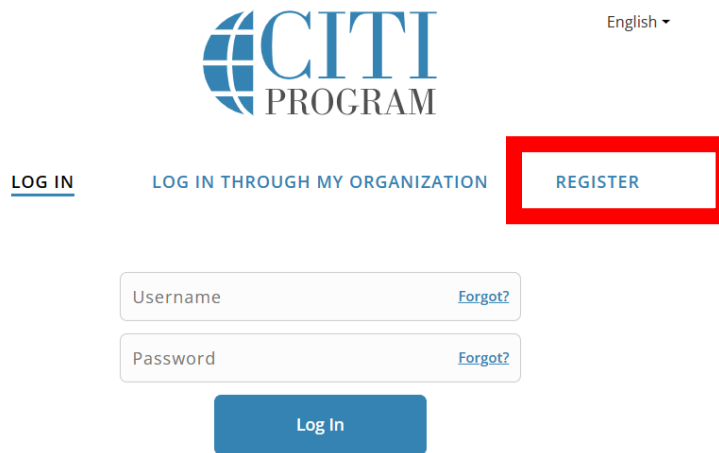 CITI
PROGRAM
English
LOG IN
LOG IN THROUGH MY ORGANIZATION
REGISTER
Username
Forgot?
Password
Forgot?
Log In